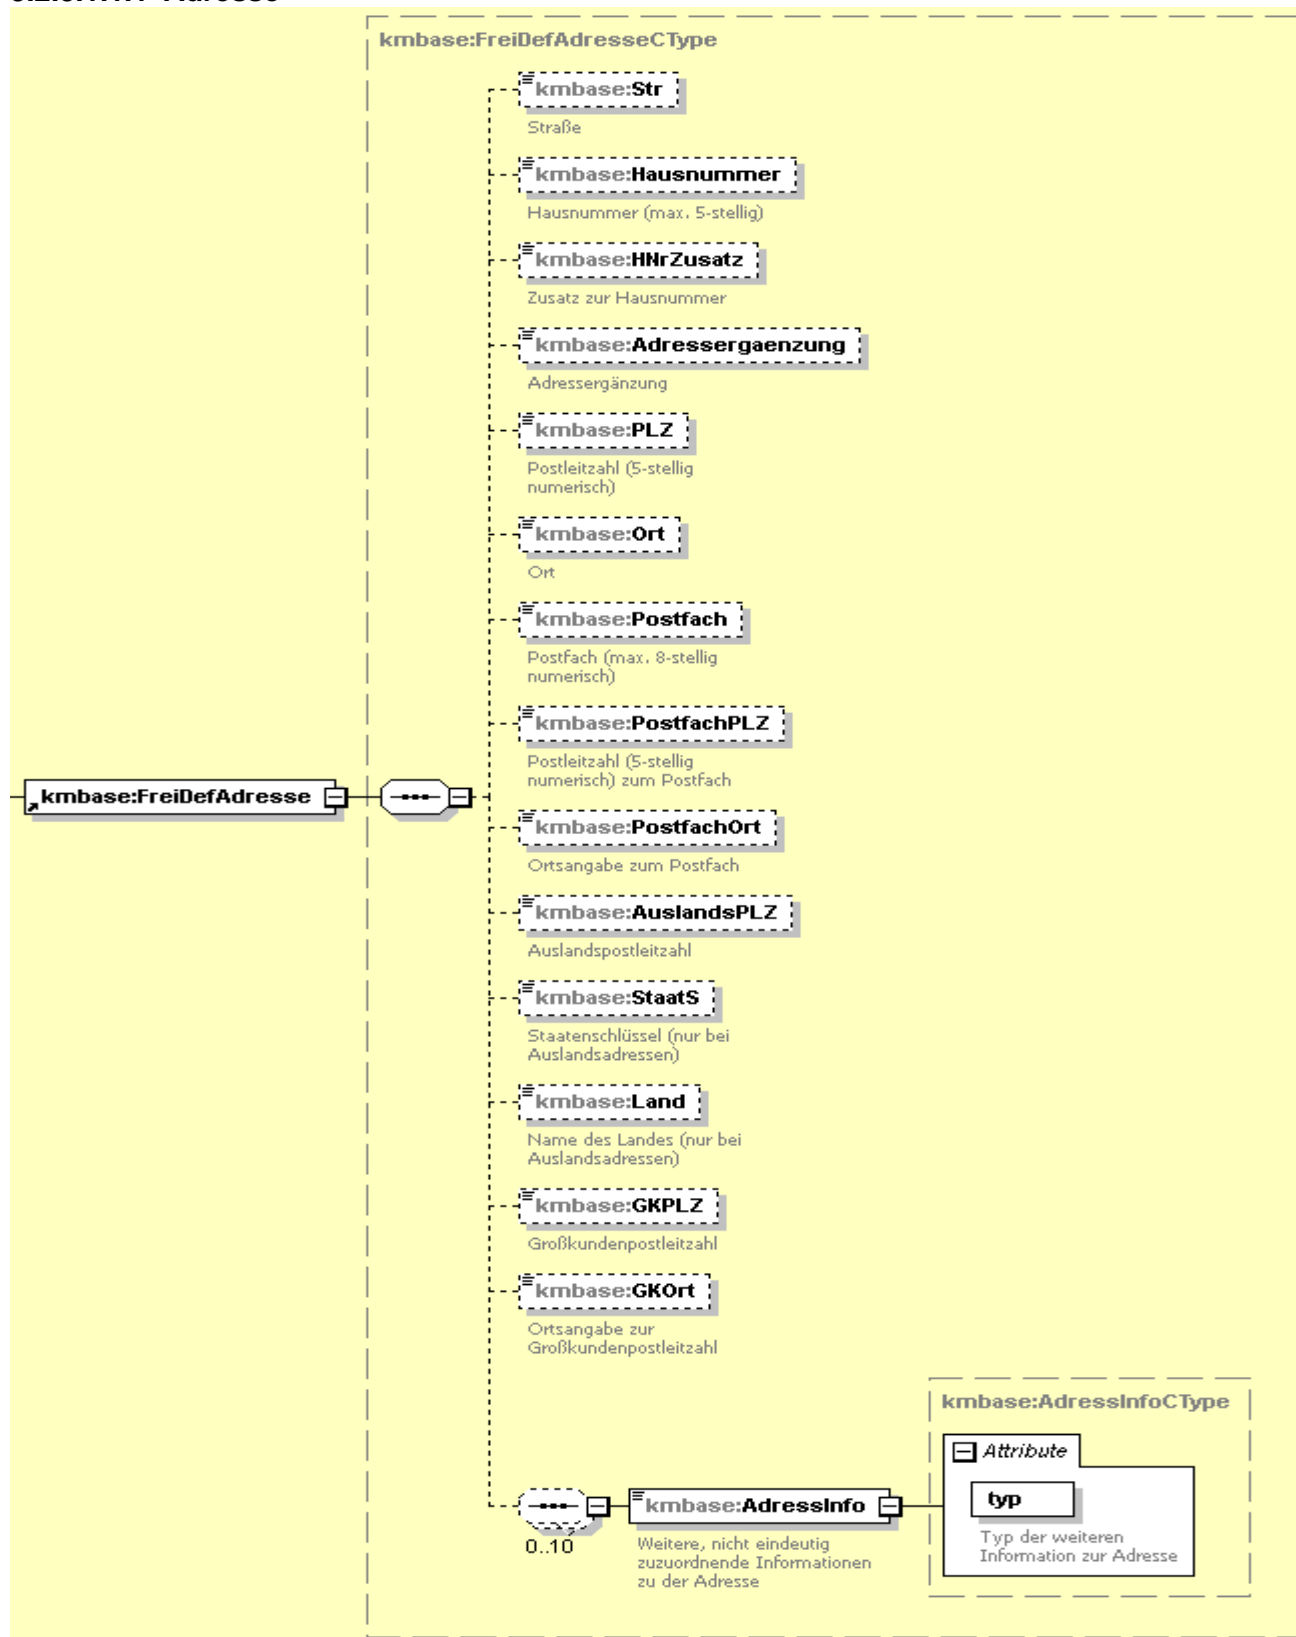 kmbase:FreiDefAdresseCType
kmbase:Str
Straße
kmbase:Hausnummer
Hausnummer (max. 5-stellig)
kmbase:HNrZusatz
Zusatz zur Hausnummer
kmbase:Adressergaenzung
Adressergänzung
kmbase:PLZ
Postleitzahl (5-stellig
numerisch)
kmbase:Ort
Ort
kmbase:Postfach
Postfach (max. 8-stellig
numerisch)
kmbase:PostfachPLZ
Postleitzahl (5-stellig
numerisch) zum Postfach
kmbase:FreiDefAdresse
kmbase:PostfachOrt
Ortsangabe zum Postfach
kmbase:AuslandsPLZ
Auslandspostleitzahl
kmbase:StaatS
Staatenschlüssel (nur bei
Auslandsadressen)
kmbase:Land
Name des Landes (nur bei
Auslandsadressen)
kmbase:GKPLZ
Großkundenpostleitzahl
kmbase:GKOrt
Ortsangabe zur
Großkundenpostleitzahl
kmbase:AdressInfoCType
Attribute
kmbase:AdressInfo
typ
0..10
Weitere, nicht eindeutig
zuzuordnende Informationen
zu der Adresse
Typ der weiteren
Information zur Adresse